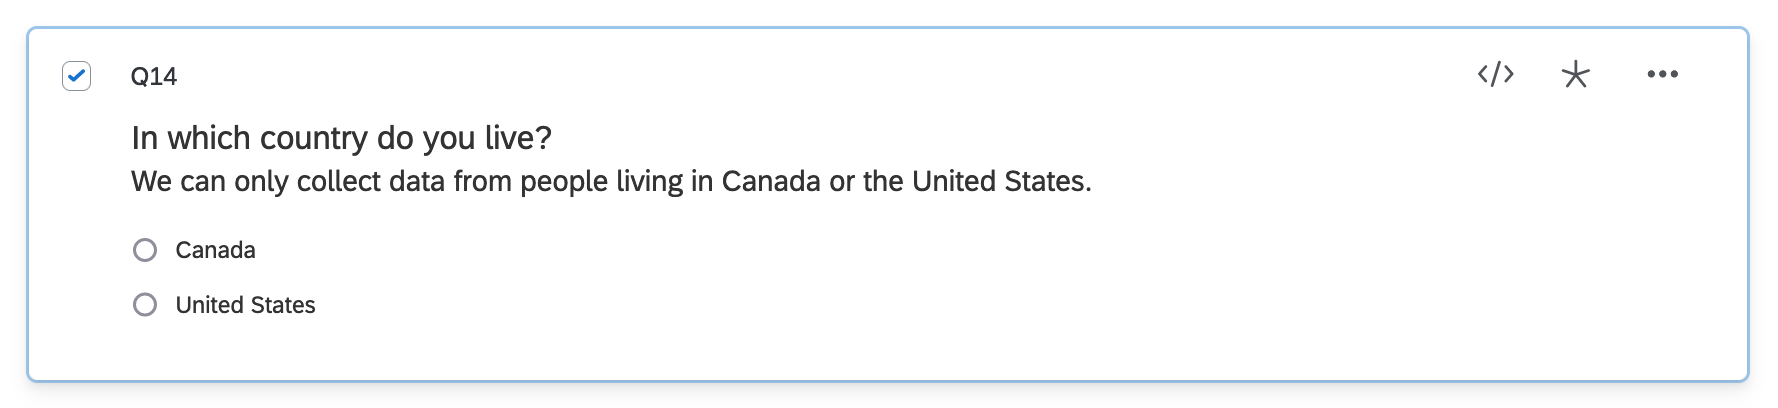 Q14
In which country do you live?
We can only collect data from people living in Canada or the United States.
Canada
United States